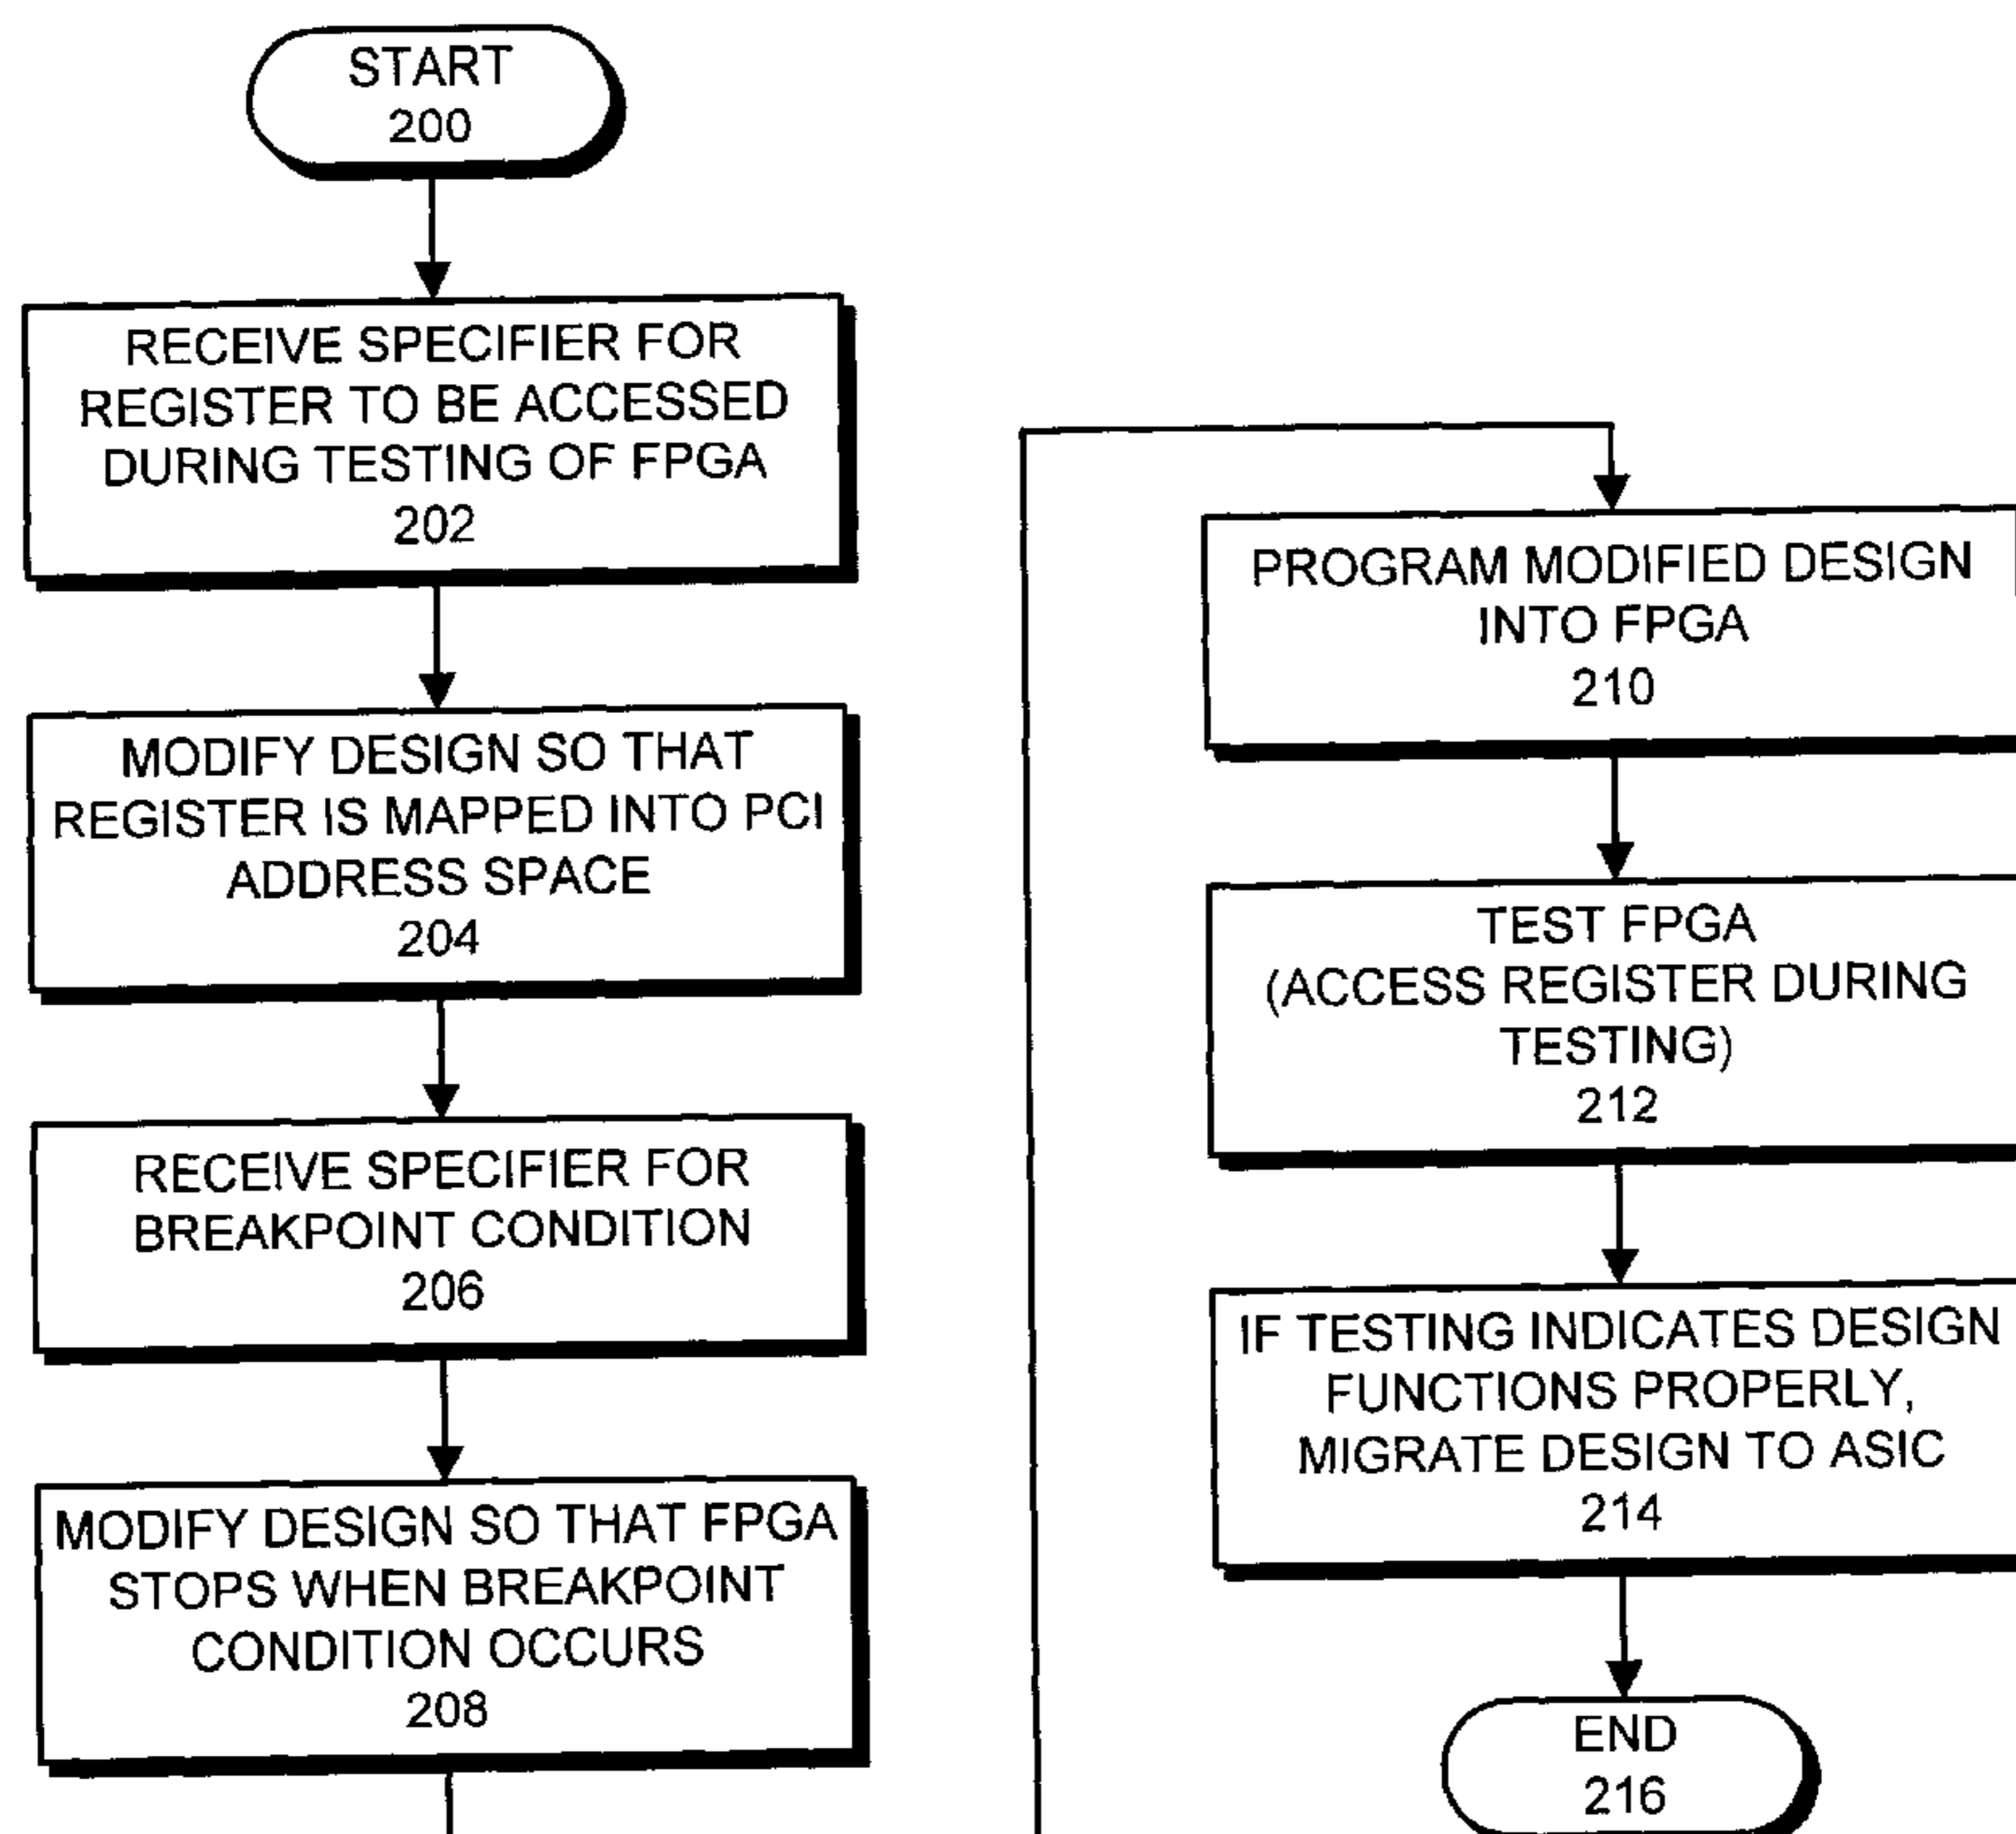 START
200
RECEIVE SPECIFIER FOR
REGISTER TO BE ACCESSED
DURING TESTING OF FPGA
202
MODIFY DESIGN SO THAT
REGISTER IS MAPPED INTO PCI
ADDRESS SPACE
204
RECEIVE SPECIFIER FOR
BREAKPOINT CONDITION
206
MODIFY DESIGN SO THAT FPGA
STOPS WHEN BREAKPOINT
CONDITION OCCURS
208
PROGRAM MODIFIED DESIGN
INTO FPGA
210
TEST FPGA
(ACCESS REGISTER DURING
TESTING)
212
IF TESTING INDICATES DESIGN
FUNCTIONS PROPERLY,
MIGRATE DESIGN TO ASIC
214
END
216